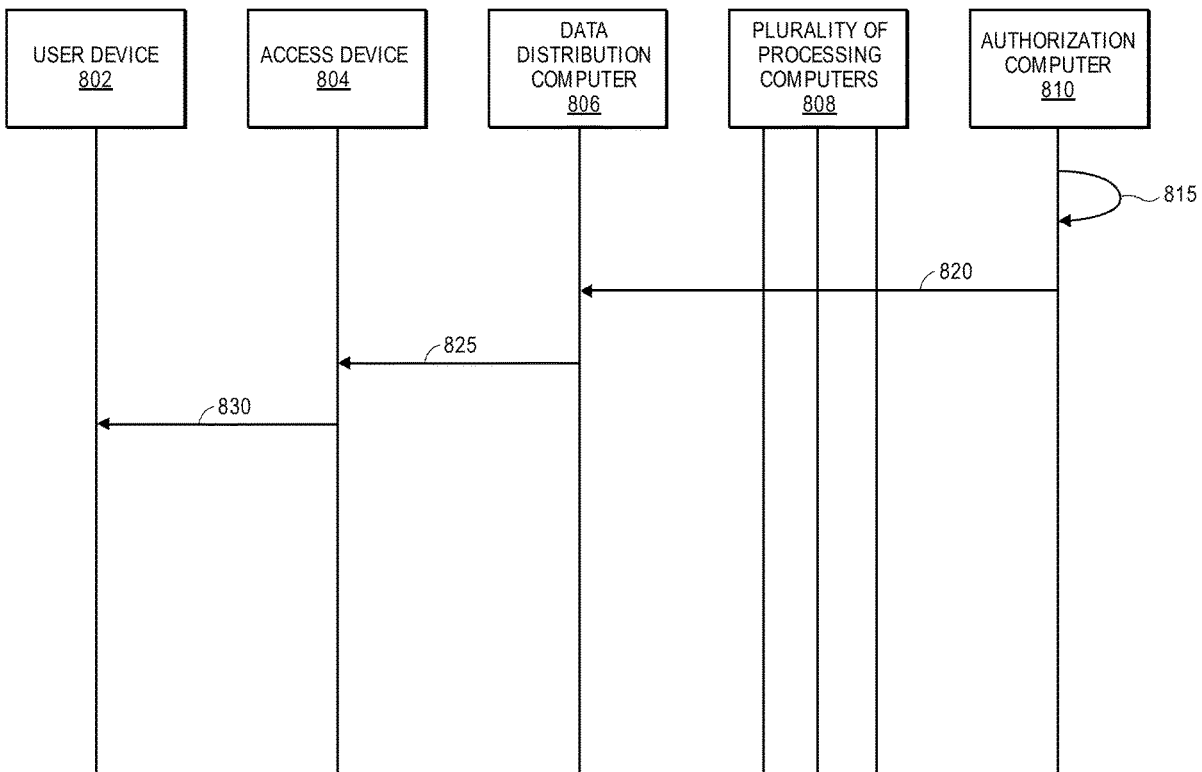 USER DEVICE
802
ACCESS DEVICE
804
DATA
DISTRIBUTION
COMPUTER
806
PLURALITY OF
PROCESSING
COMPUTERS
808
AUTHORIZATION
COMPUTER
810
815
820
825
830